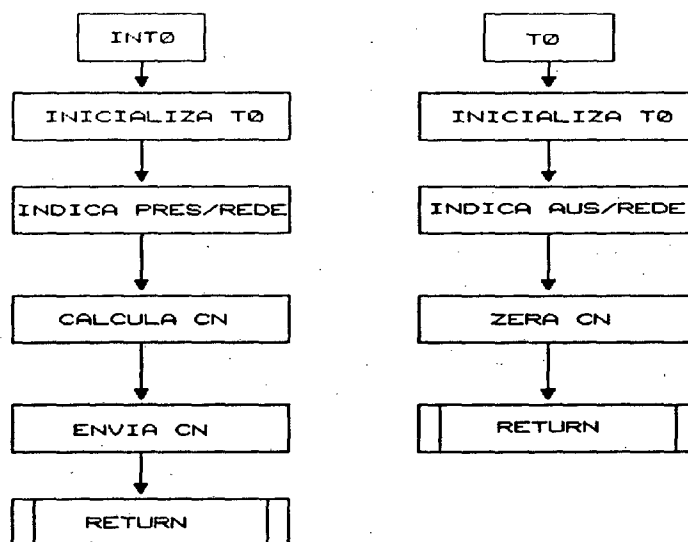 INTØ
INICIALIZA TØ
INDICA PRES/REDE
CALCULA CN
ENVIA CN
RETURN
TØ
INICIALIZA TØ
INDICA AUS/REDE
ZERA CN
RETURN